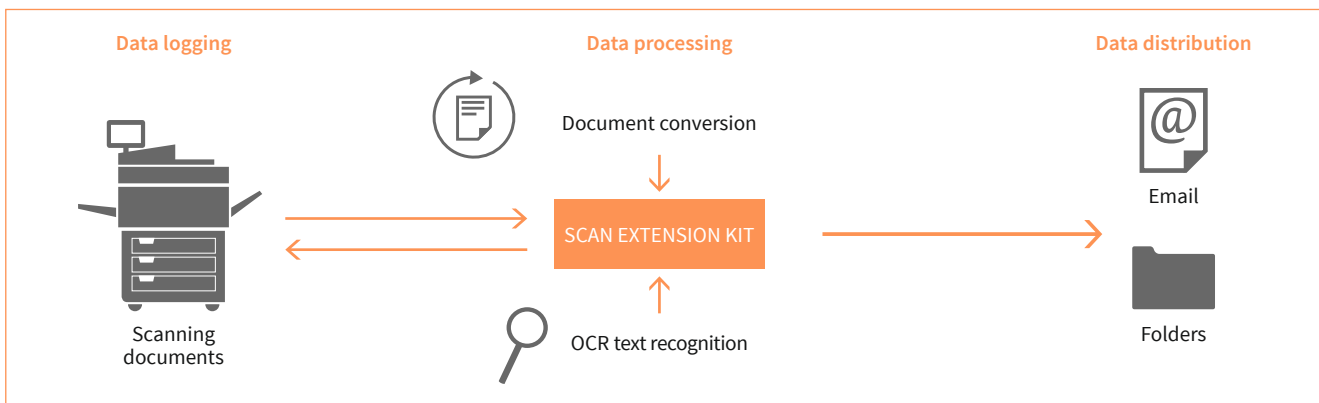 Data logging
Data processing
Data distribution
Document conversion
@
Email
SCAN EXTENSION KIT
Scanning
documents
OCR text recognition
Folders